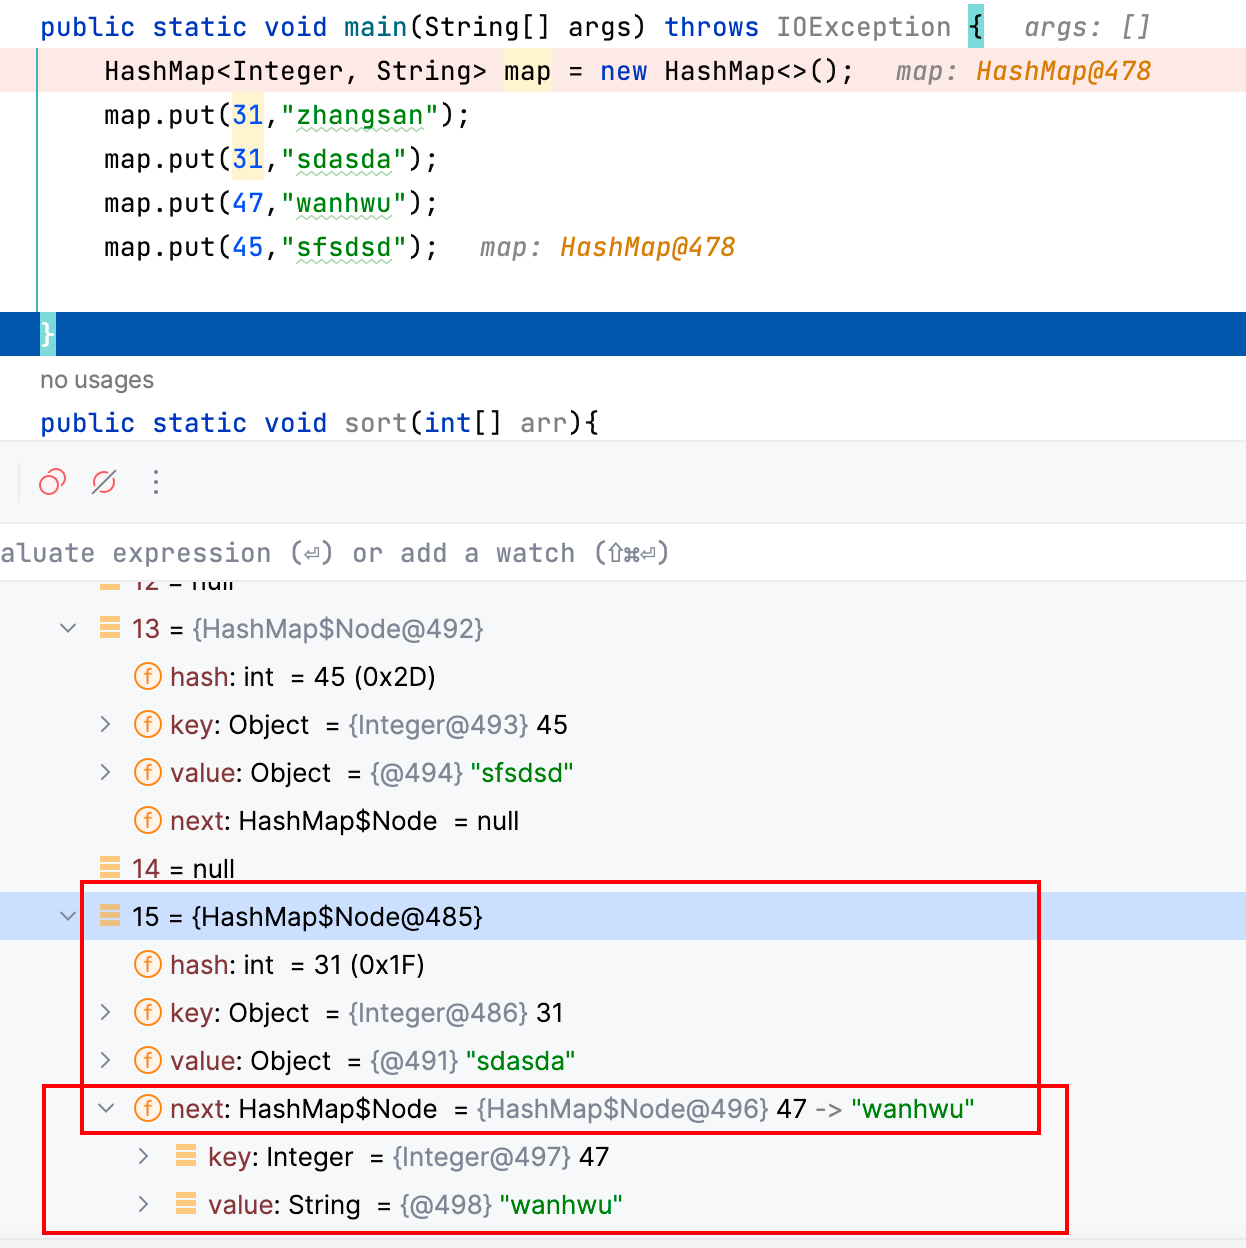 public static void main(String[] args) throws IOException {   args: []
HashMap<Integer, String> map = new HashMap<>();   map: HashMap@478
map.put(31,"zhangsan");
map.put(31,"sdasda");
map.put(47,"wanhwu");
map.put(45,"sfsdsd");   map: HashMap@478
}
no usages
public static void sort(int[] arr){
aluate expression (⏎) or add a watch (⇧⌘⏎)
12 = null
13 = {HashMap$Node@492}
hash: int = 45 (0x2D)
key: Object = {Integer@493} 45
value: Object = {@494} "sfsdsd"
next: HashMap$Node = null
14 = null
15 = {HashMap$Node@485}
hash: int = 31 (0x1F)
key: Object = {Integer@486} 31
value: Object = {@491} "sdasda"
next: HashMap$Node = {HashMap$Node@496} 47 -> "wanhwu"
key: Integer = {Integer@497} 47
value: String = {@498} "wanhwu"